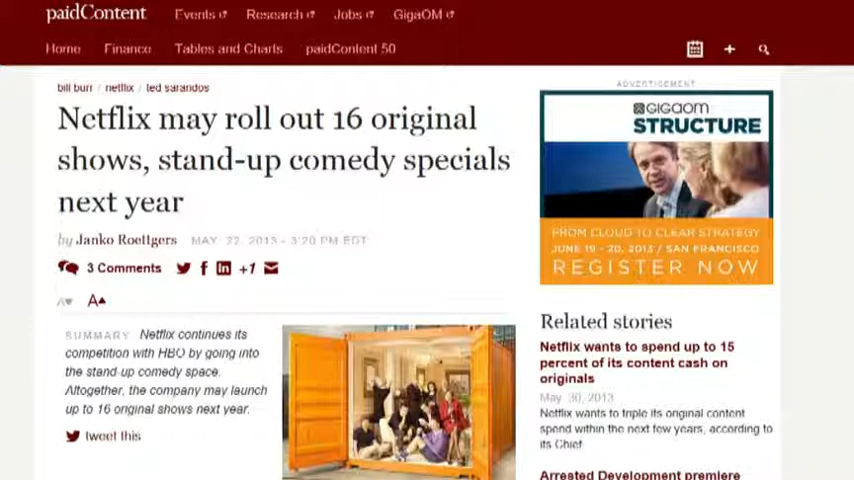 paidContent Events Research Jobs GigaOM
Home Finance Tables and Charts paidContent 50
bill burr / netflix / ted sarandos
Netflix may roll out 16 original
shows, stand-up comedy specials
next year
by Janko Roettgers MAY. 22, 2013 - 3:20 PM EDT
3 Comments +1
A A
SUMMARY Netflix continues its
competition with HBO by going into
the stand up comedy space.
Altogether, the company may launch
up to 16 original shows next year.
tweet this
ADVERTISEMENT
GIGAOM
STRUCTURE
FROM CLOUD TO CLEAR STRATEGY
JUNE 19 - 20, 2013 / SAN FRANCISCO
REGISTER NOW
Related stories
Netflix wants to spend up to 15
percent of its content cash on
originals
May. 30, 2013
Netflix wants to triple its original content
spend within the next few years, according to
its Chief
Arrested Development premiere